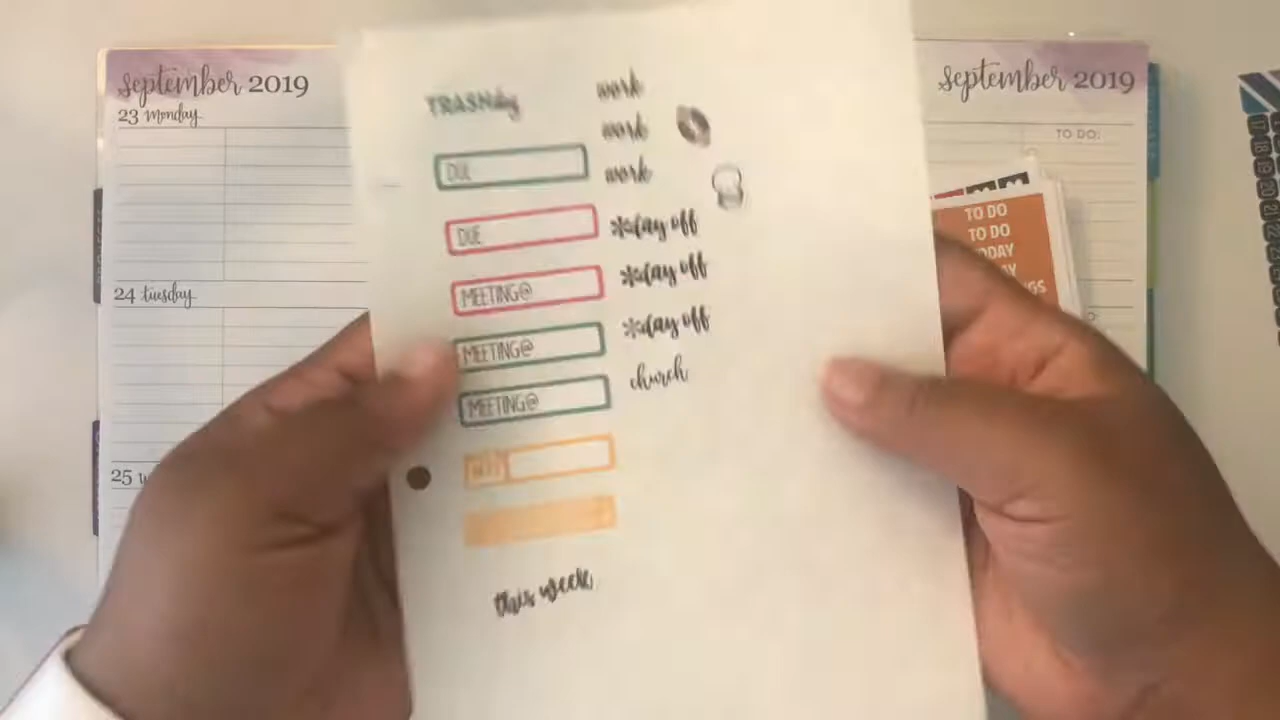 september 2019
23 monday
24 tuesday
25
TRASH day
DUE
DUE
MEETING@
MEETING@
MEETING@
this week
work
work
work
*day off
*day off
*day off
church
september 2019
TO DO:
TO DO
TO DO